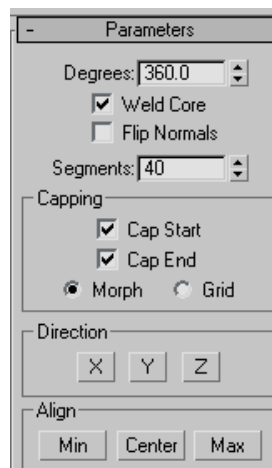 - Parameters
Degrees: 360.0
Weld Core
Flip Normals
Segments: 40
Capping
Cap Start
Cap End
Morph Grid
Direction
X Y Z
Align
Min Center Max